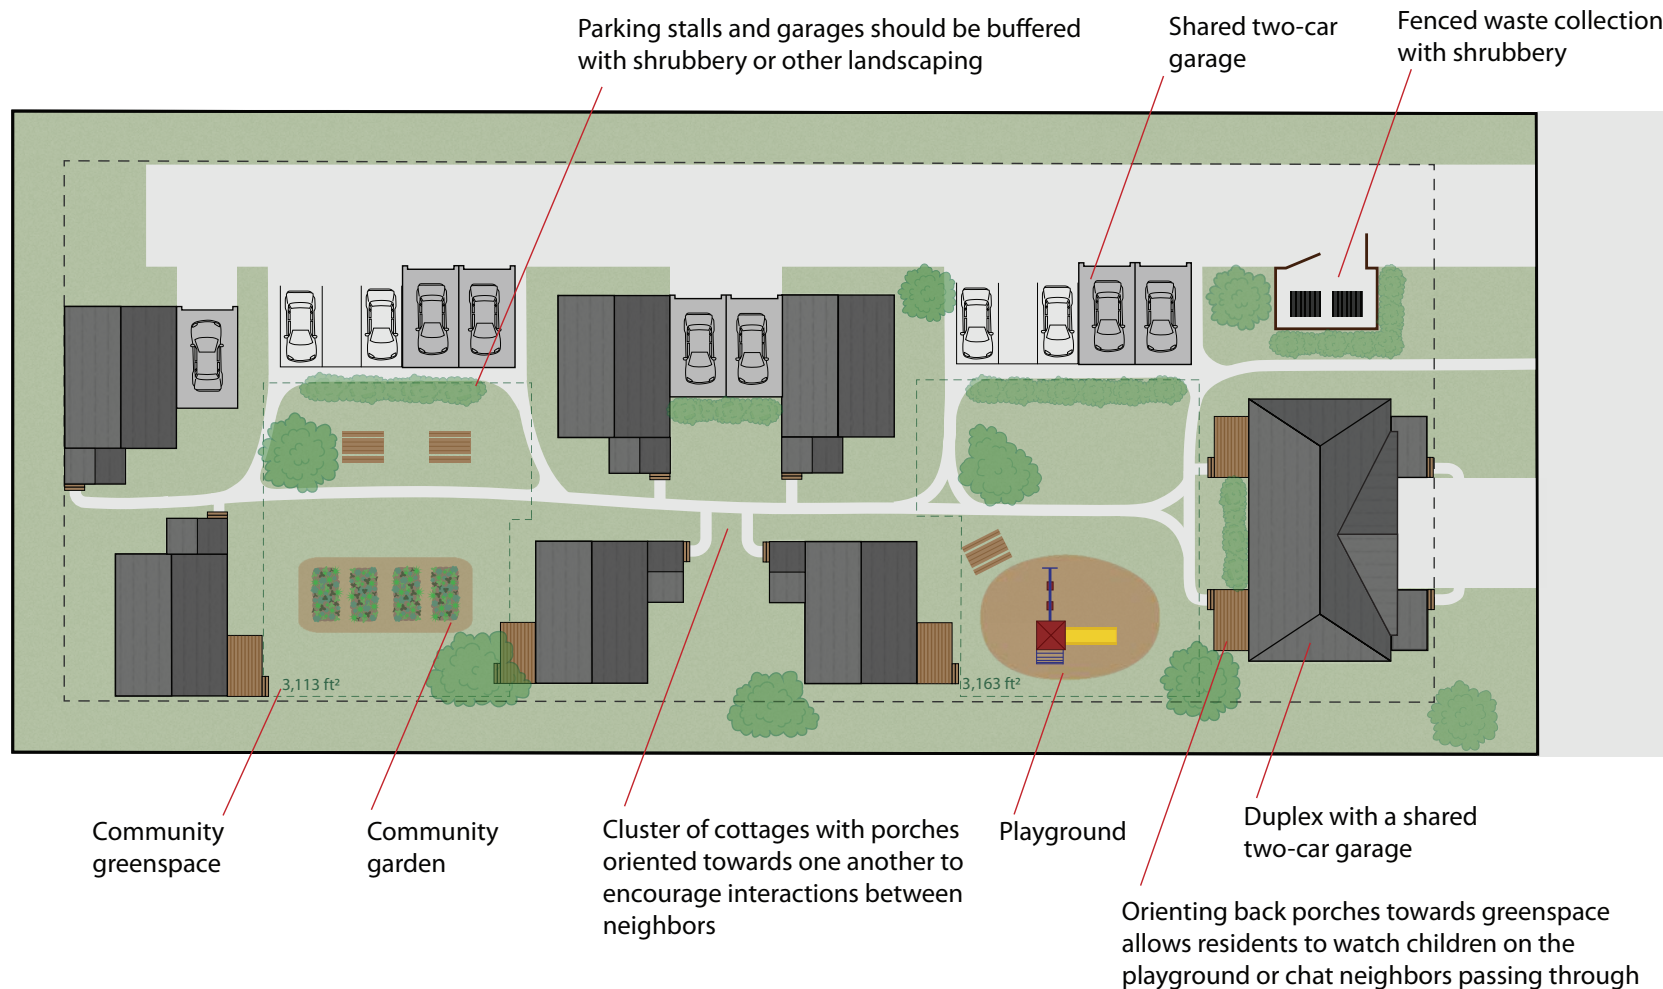 Parking stalls and garages should be buffered
with shrubbery or other landscaping
Shared two-car
garage
Fenced waste collection
with shrubbery
3,113 ft²
3,163 ft²
Community
greenspace
Community
garden
Cluster of cottages with porches
oriented towards one another to
encourage interactions between
neighbors
Playground
Duplex with a shared
two-car garage
Orienting back porches towards greenspace
allows residents to watch children on the
playground or chat neighbors passing through